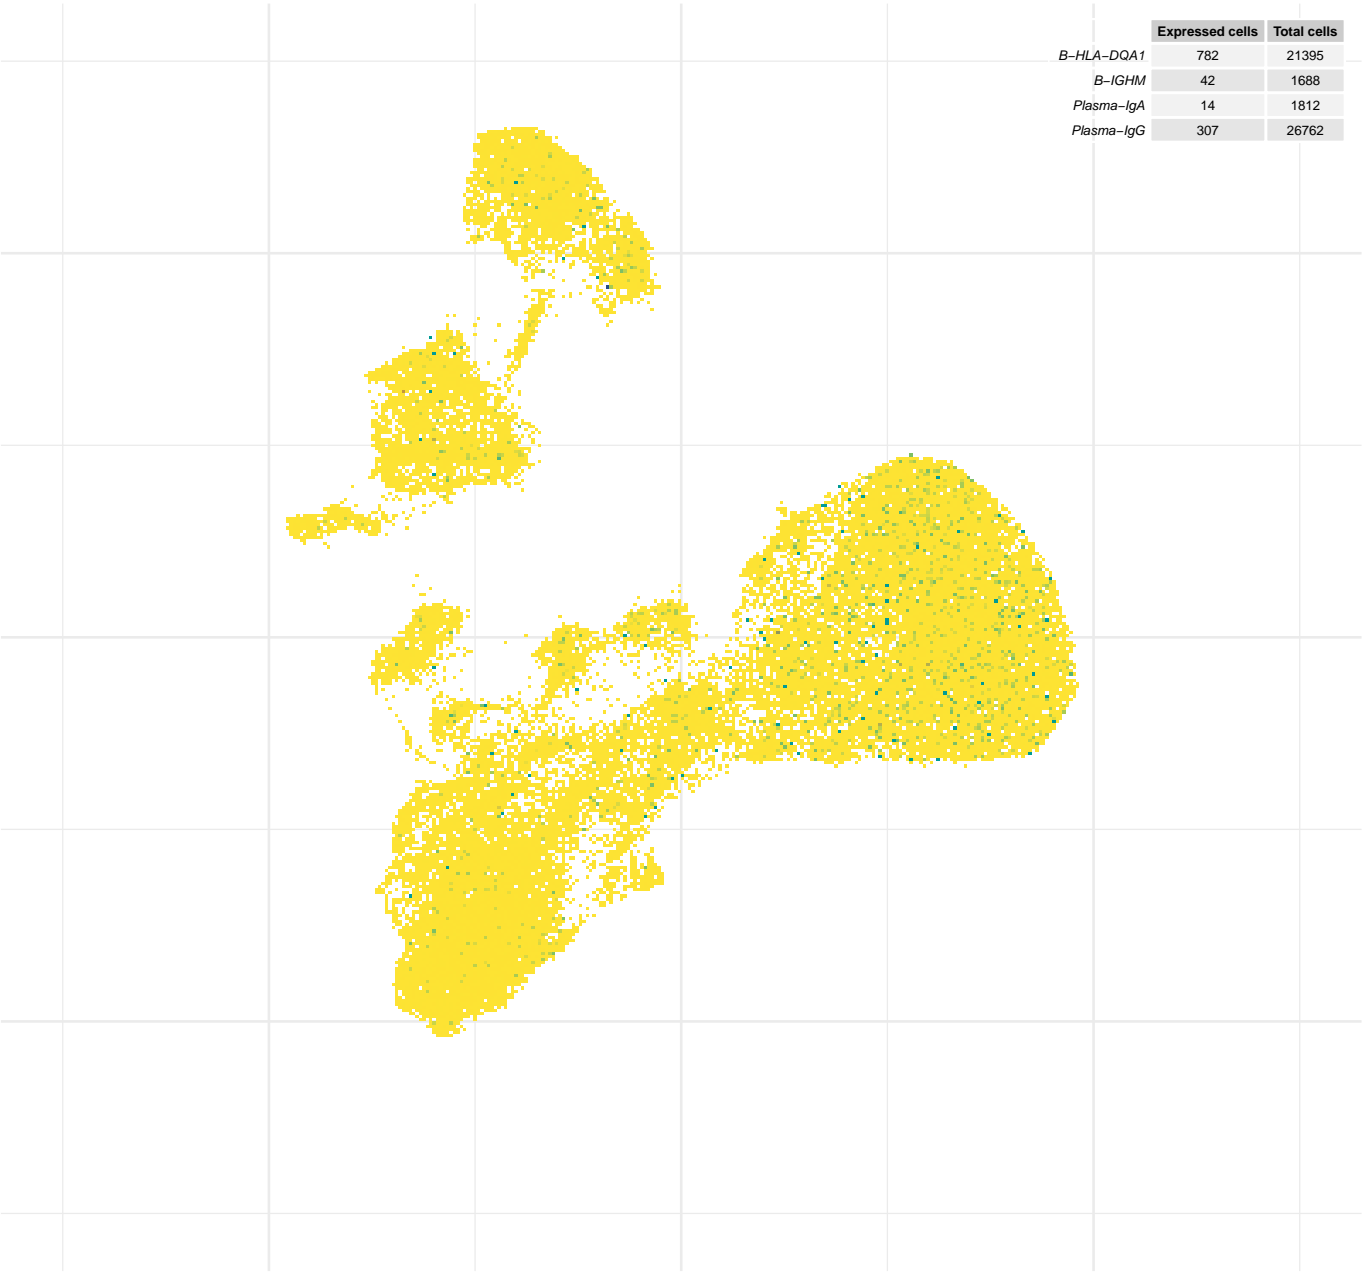 Expressed cells Total cells
B−HLA−DQA1 782 21395
B−IGHM 42 1688
Plasma−IgA 14 1812
Plasma−IgG 307 26762